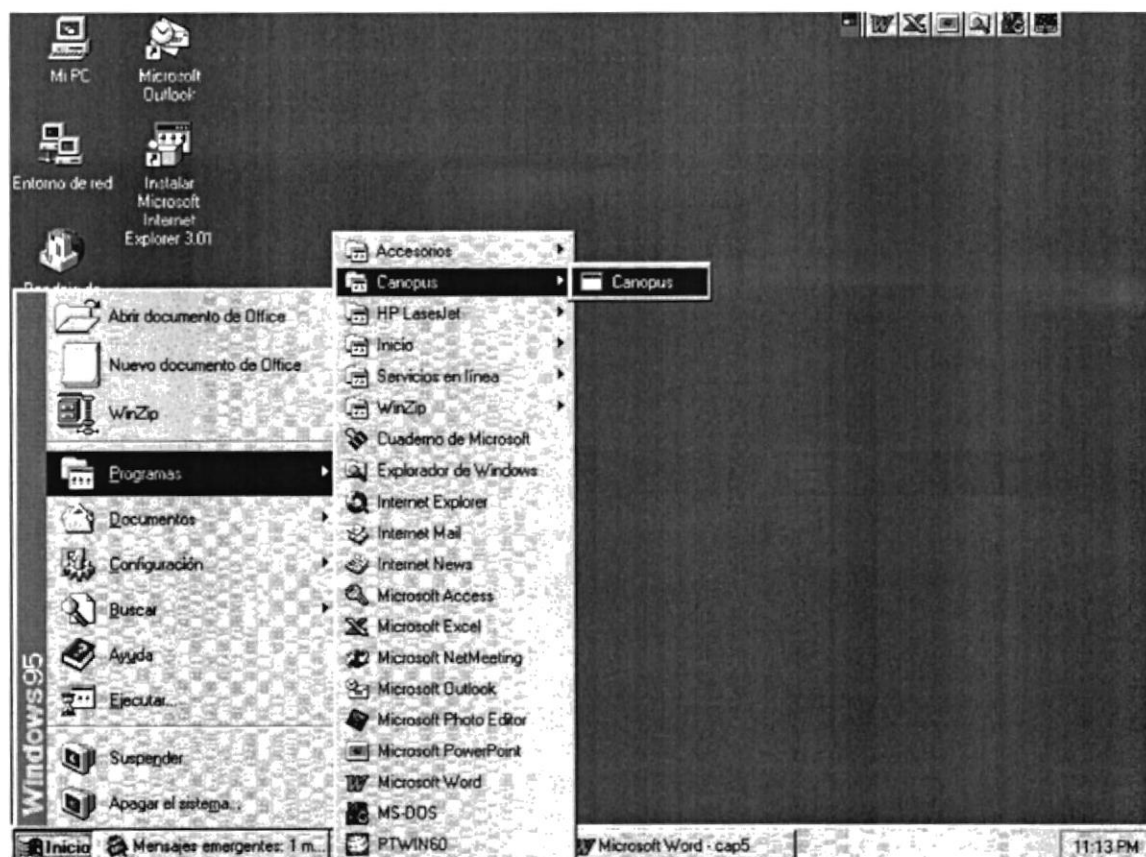 Mi PC
Microsoft
Outlook
Entorno de red
Instalar
Microsoft
Internet
Explorer 3.01
Abrir documento de Office
Nuevo documento de Office
WinZip
Programas
Documentos
Configuración
Buscar
Ayuda
Ejecutar...
Suspender
Apagar el sistema...
Windows95
Accesorios
Canopus
HP LaserJet
Inicio
Servicios en línea
WinZip
Cuaderno de Microsoft
Explorador de Windows
Internet Explorer
Internet Mail
Internet News
Microsoft Access
Microsoft Excel
Microsoft NetMeeting
Microsoft Outlook
Microsoft Photo Editor
Microsoft PowerPoint
Microsoft Word
MS-DOS
PTWIN60
Canopus
Inicio
Mensajes emergentes: 1 m...
Microsoft Word - cap5
11:13 PM